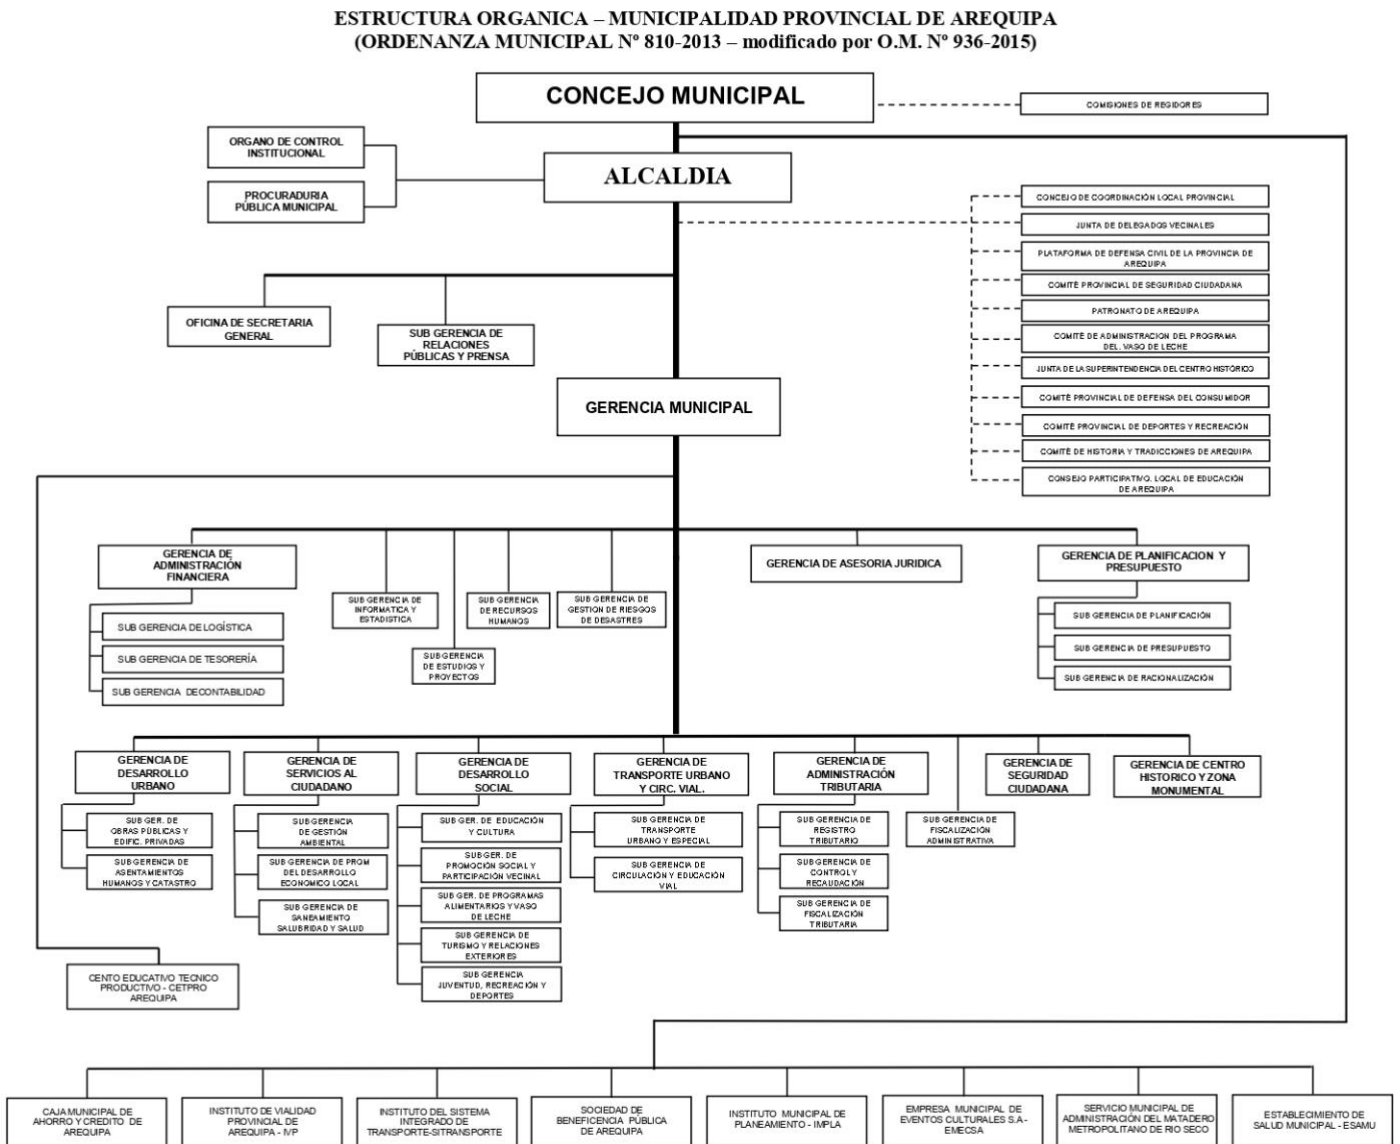 ESTRUCTURA ORGANICA – MUNICIPALIDAD PROVINCIAL DE AREQUIPA
(ORDENANZA MUNICIPAL Nº 810-2013 – modificado por O.M. Nº 936-2015)
CONCEJO MUNICIPAL
COMISIONES DE REGIDORES
ORGANO DE CONTROL
INSTITUCIONAL
ALCALDIA
PROCURADURIA
PÚBLICA MUNICIPAL
CONCEJO DE COORDINACIÓN LOCAL PROVINCIAL
JUNTA DE DELEGADOS VECINALES
PLATAFORMA DE DEFENSA CIVIL DE LA PROVINCIA DE
AREQUIPA
COMITÉ PROVINCIAL DE SEGURIDAD CIUDADANA
PATRONATO DE AREQUIPA
COMITÉ DE ADMINISTRACION DEL PROGRAMA
DEL. VASO DE LECHE
JUNTA DE LA SUPERINTENDENCIA DEL CENTRO HISTÓRICO
COMITÉ PROVINCIAL DE DEFENSA DEL CONSUMIDOR
COMITÉ PROVINCIAL DE DEPORTES Y RECREACIÓN
COMITÉ DE HISTORIA Y TRADICCIONES DE AREQUIPA
CONSEJO PARTICIPATIVO. LOCAL DE EDUCACIÓN
DE AREQUIPA
OFICINA DE SECRETARIA
GENERAL
SUB GERENCIA DE
RELACIONES
PÚBLICAS Y PRENSA
GERENCIA MUNICIPAL
GERENCIA DE
ADMINISTRACIÓN
FINANCIERA
SUB GERENCIA DE LOGÍSTICA
SUB GERENCIA DE TESORERÍA
SUB GERENCIA DECONTABILIDAD
SUB GERENCIA DE
INFORMATICA Y
ESTADISTICA
SUB GERENCIA
DE ESTUDIOS Y
PROYECTOS
SUB GERENCIA
DE RECURSOS
HUMANOS
SUB GERENCIA DE
GESTION DE RIESGOS
DE DESASTRES
GERENCIA DE ASESORIA JURIDICA
GERENCIA DE PLANIFICACION Y
PRESUPUESTO
SUB GERENCIA DE PLANIFICACIÓN
SUB GERENCIA DE PRESUPUESTO
SUB GERENCIA DE RACIONALIZACIÓN
GERENCIA DE
DESARROLLO
URBANO
SUB GER. DE
OBRAS PÚBLICAS Y
EDIFIC. PRIVADAS
SUB GERENCIA DE
ASENTAMIENTOS
HUMANOS Y CATASTRO
GERENCIA DE
SERVICIOS AL
CIUDADANO
SUB GERENCIA
DE GESTIÓN
AMBIENTAL
SUB GERENCIA DE PROM
DEL DESARROLLO
ECONOMICO LOCAL
SUB GERENCIA DE
SANEAMIENTO
SALUBRIDAD Y SALUD
GERENCIA DE
DESARROLLO
SOCIAL
SUB GER. DE EDUCACIÓN
Y CULTURA
SUB GER. DE
PROMOCIÓN SOCIAL Y
PARTICIPACIÓN VECINAL
SUB GER. DE PROGRAMAS
ALIMENTARIOS Y VASO
DE LECHE
SUB GERENCIA DE
TURISMO Y RELACIONES
EXTERIORES
SUB GERENCIA
JUVENTUD, RECREACIÓN Y
DEPORTES
GERENCIA DE
TRANSPORTE URBANO
Y CIRC. VIAL.
SUB GERENCIA DE
TRANSPORTE
URBANO Y ESPECIAL
SUB GERENCIA DE
CIRCULACIÓN Y EDUCACIÓN
VIAL
GERENCIA DE
ADMINISTRACIÓN
TRIBUTARIA
SUB GERENCIA DE
REGISTRO
TRIBUTARIO
SUB GERENCIA DE
CONTROL Y
RECAUDACIÓN
SUB GERENCIA DE
FISCALIZACIÓN
TRIBUTARIA
SUB GERENCIA DE
FISCALIZACIÓN
ADMINISTRATIVA
GERENCIA DE
SEGURIDAD
CIUDADANA
GERENCIA DE CENTRO
HISTORICO Y ZONA
MONUMENTAL
CENTO EDUCATIVO TECNICO
PRODUCTIVO - CETPRO
AREQUIPA
CAJA MUNICIPAL DE
AHORRO Y CREDITO DE
AREQUIPA
INSTITUTO DE VIALIDAD
PROVINCIAL DE
AREQUIPA - IVP
INSTITUTO DEL SISTEMA
INTEGRADO DE
TRANSPORTE-SITRANSPORTE
SOCIEDAD DE
BENEFICENCIA PÚBLICA
DE AREQUIPA
INSTITUTO MUNICIPAL DE
PLANEAMIENTO - IMPLA
EMPRESA MUNICIPAL DE
EVENTOS CULTURALES S.A-
EMECSA
SERVICIO MUNICIPAL DE
ADMINISTRACIÓN DEL MATADERO
METROPOLITANO DE RIO SECO
ESTABLECIMIENTO DE
SALUD MUNICIPAL - ESAMU